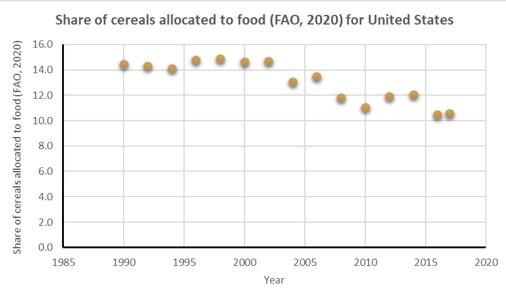 Share of cereals allocated to food (FAO, 2020) for United States
Share of cereals allocated to food (FAO, 2020)
16.0
14.0
12.0
10.0
8.0
6.0
4.0
2.0
0.0
1985 1990 1995 2000 2005 2010 2015 2020
Year